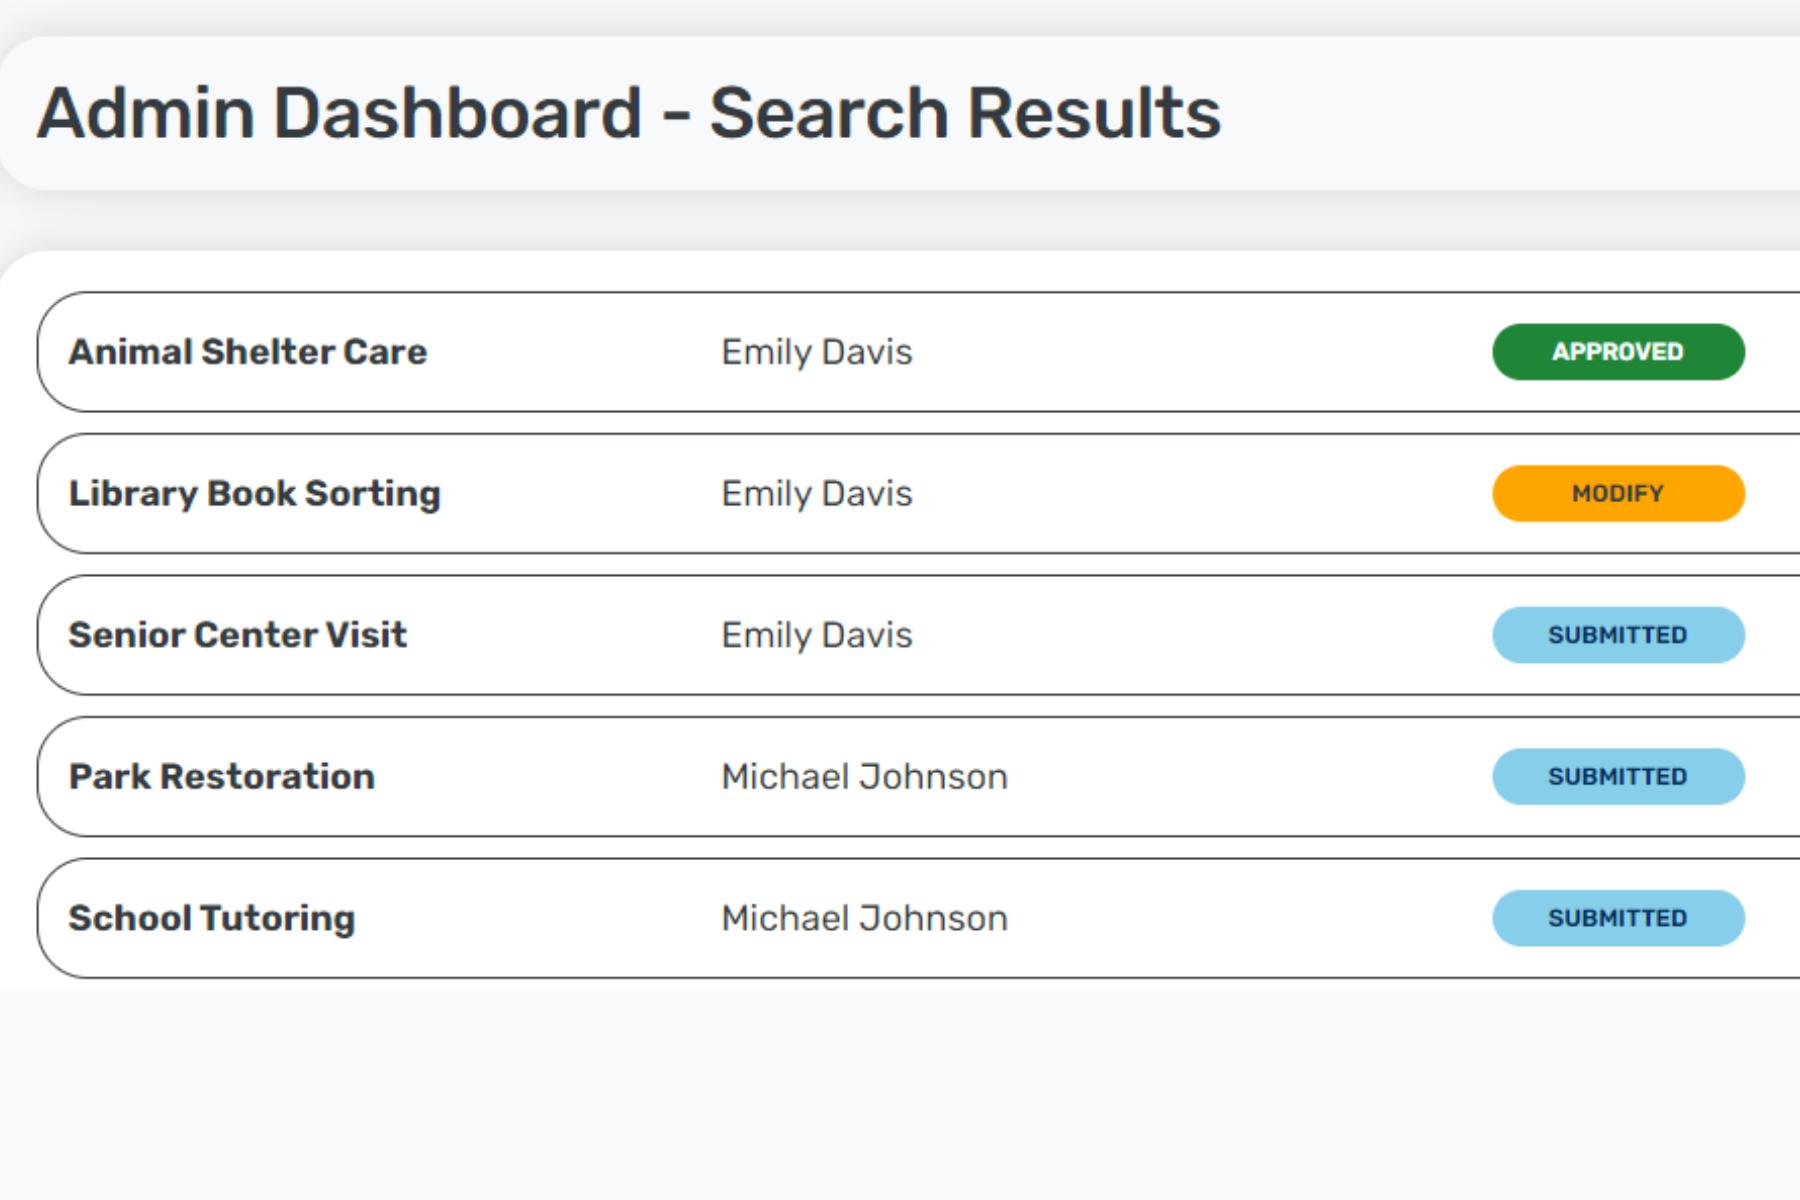 Admin Dashboard - Search Results
Animal Shelter Care Emily Davis APPROVED
Library Book Sorting Emily Davis MODIFY
Senior Center Visit Emily Davis SUBMITTED
Park Restoration Michael Johnson SUBMITTED
School Tutoring Michael Johnson SUBMITTED